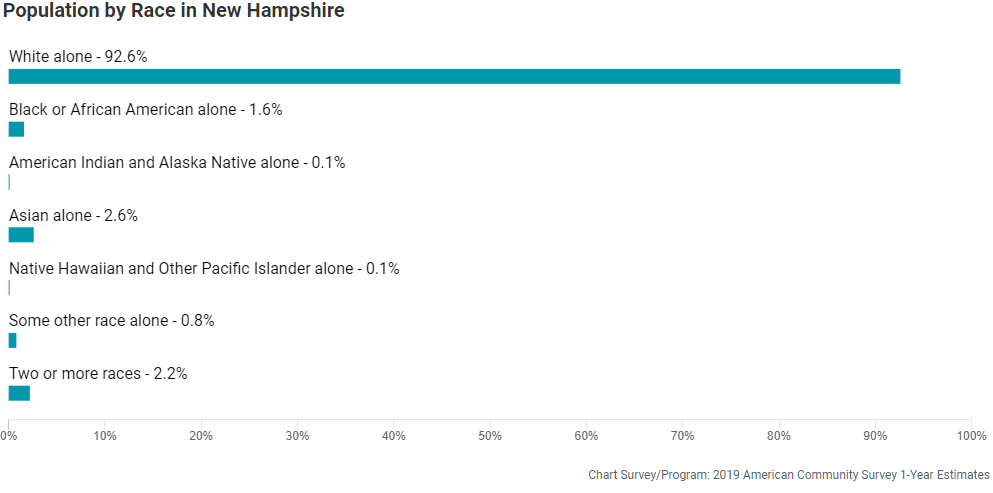 Population by Race in New Hampshire
White alone - 92.6%
Black or African American alone - 1.6%
American Indian and Alaska Native alone - 0.1%
Asian alone - 2.6%
Native Hawaiian and Other Pacific Islander alone - 0.1%
Some other race alone - 0.8%
Two or more races - 2.2%
0% 10% 20% 30% 40% 50% 60% 70% 80% 90% 100%
Chart Survey/Program: 2019 American Community Survey 1-Year Estimates